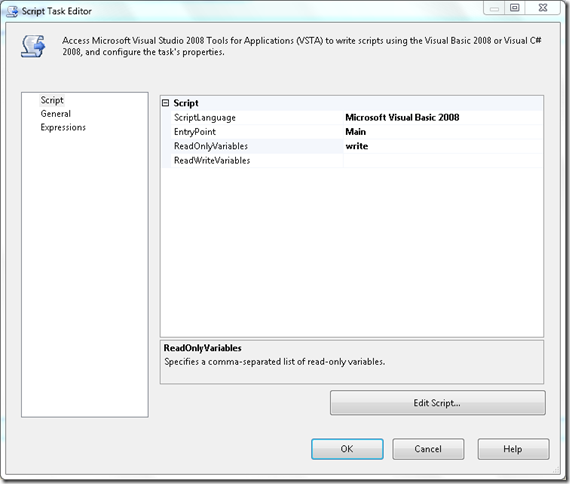 Script Task Editor
Access Microsoft Visual Studio 2008 Tools for Applications (VSTA) to write scripts using the Visual Basic 2008 or Visual C#
2008, and configure the task's properties.
Script
General
Expressions
Script
ScriptLanguage Microsoft Visual Basic 2008
EntryPoint Main
ReadOnlyVariables write
ReadWriteVariables
ReadOnlyVariables
Specifies a comma-separated list of read-only variables.
Edit Script...
OK Cancel Help